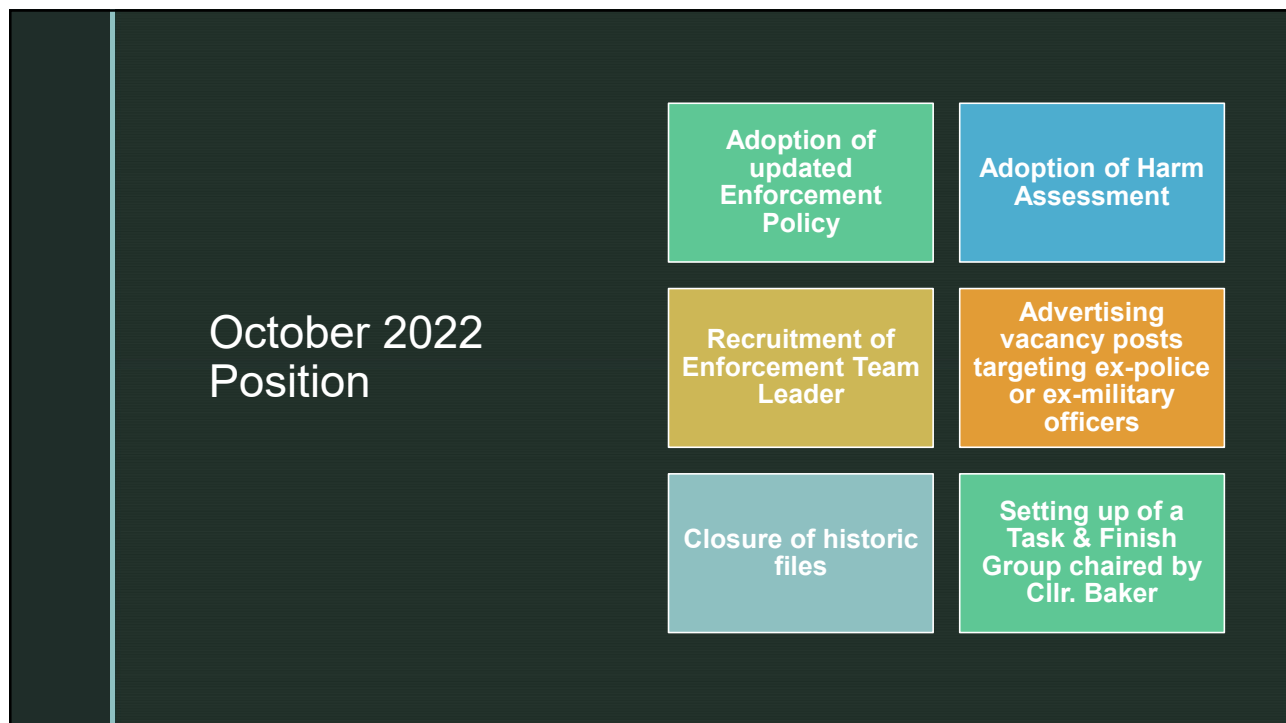 October 2022
Position
Adoption of
updated
Enforcement
Policy
Adoption of Harm
Assessment
Recruitment of
Enforcement Team
Leader
Advertising
vacancy posts
targeting ex-police
or ex-military
officers
Closure of historic
files
Setting up of a
Task & Finish
Group chaired by
Cllr. Baker